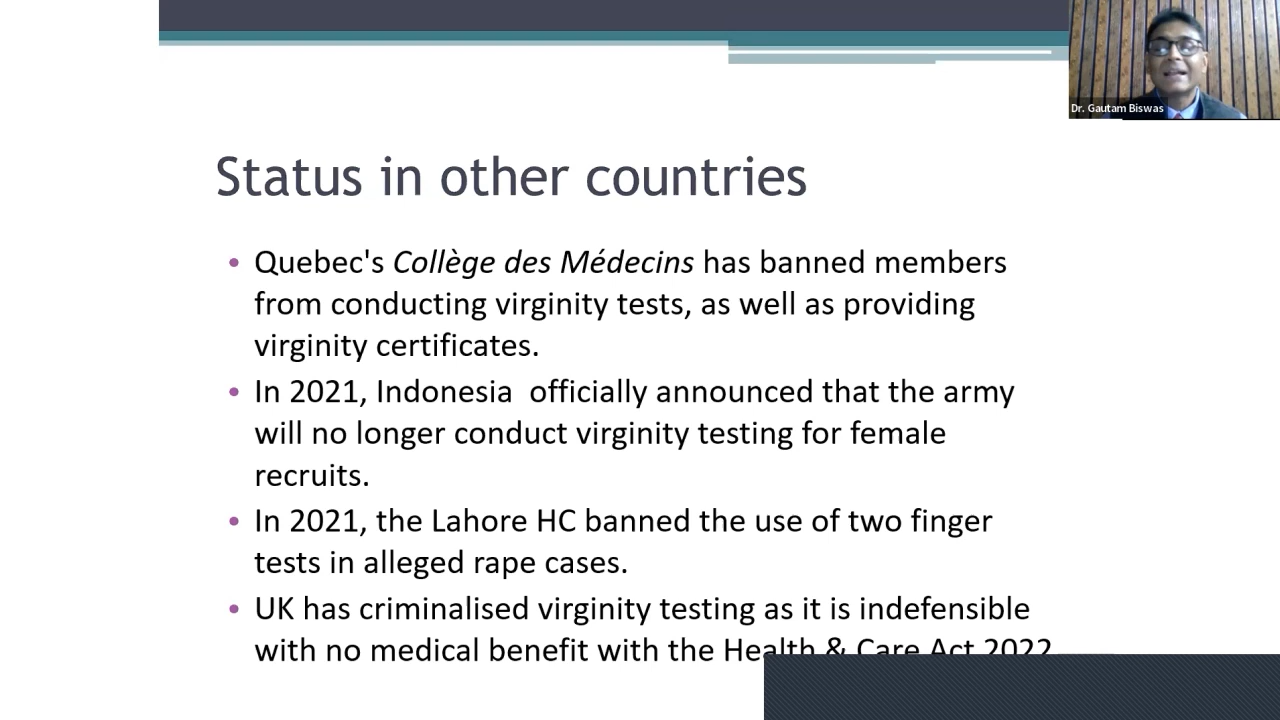 Dr. Gautam Biswas
Status in other countries
• Quebec's Collège des Médecins has banned members
from conducting virginity tests, as well as providing
virginity certificates.
• In 2021, Indonesia  officially announced that the army
will no longer conduct virginity testing for female
recruits.
• In 2021, the Lahore HC banned the use of two finger
tests in alleged rape cases.
• UK has criminalised virginity testing as it is indefensible
with no medical benefit with the Health & Care Act 2022